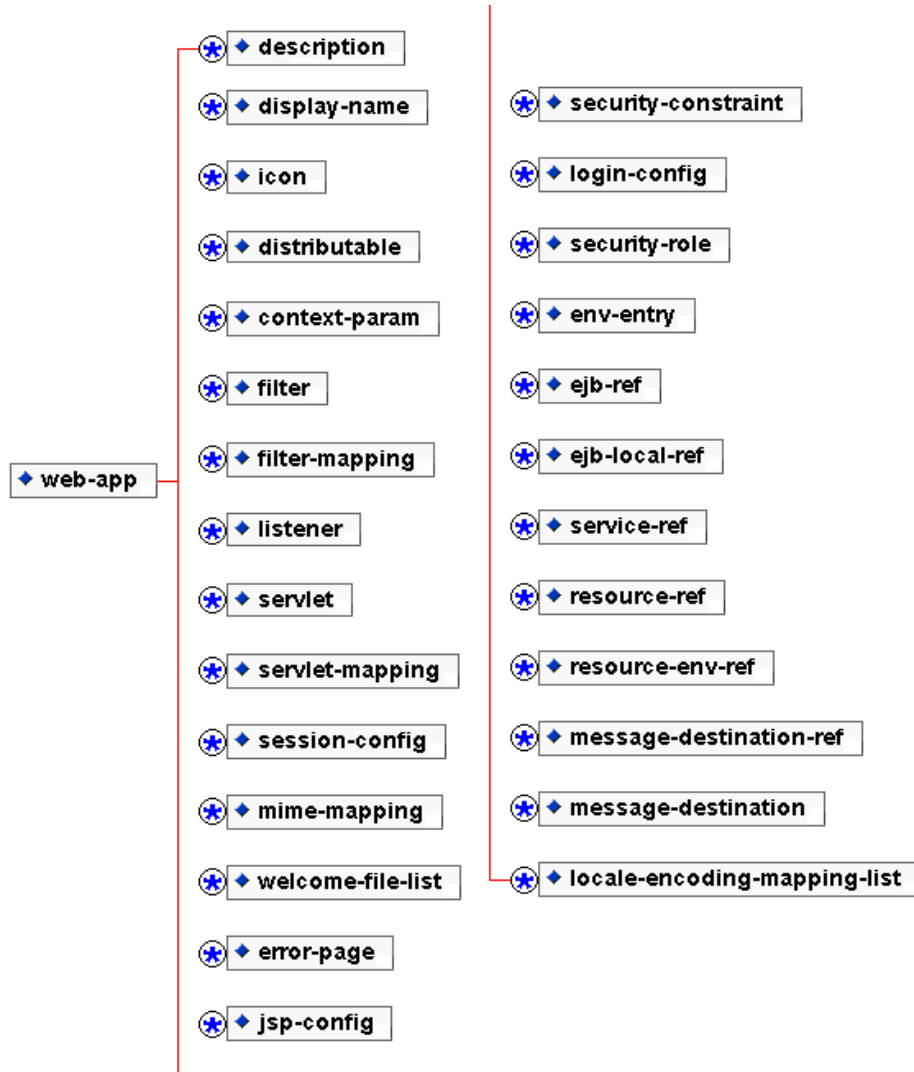 web-app
description
display-name
icon
distributable
context-param
filter
filter-mapping
listener
servlet
servlet-mapping
session-config
mime-mapping
welcome-file-list
error-page
jsp-config
security-constraint
login-config
security-role
env-entry
ejb-ref
ejb-local-ref
service-ref
resource-ref
resource-env-ref
message-destination-ref
message-destination
locale-encoding-mapping-list